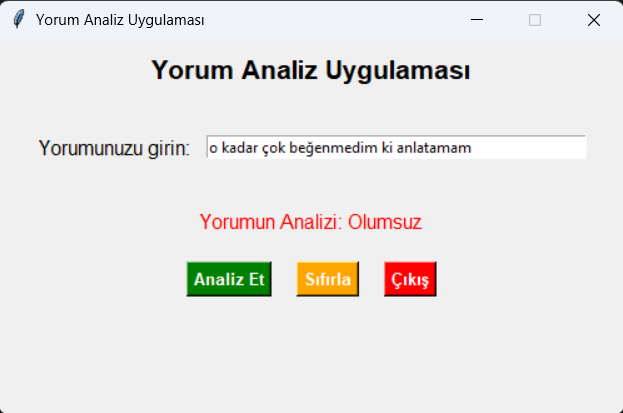 Yorum Analiz Uygulaması
Yorum Analiz Uygulaması
Yorumunuzu girin: o kadar çok beğenmedim ki anlatamam
Yorumun Analizi: Olumsuz
Analiz Et Sıfırla Çıkış